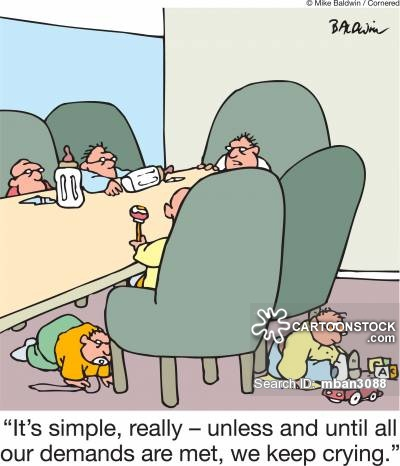 © Mike Baldwin / Cornered
BALDWIN
CARTOONSTOCK
.com
Search ID: mban3088
A
"It's simple, really – unless and until all
our demands are met, we keep crying."